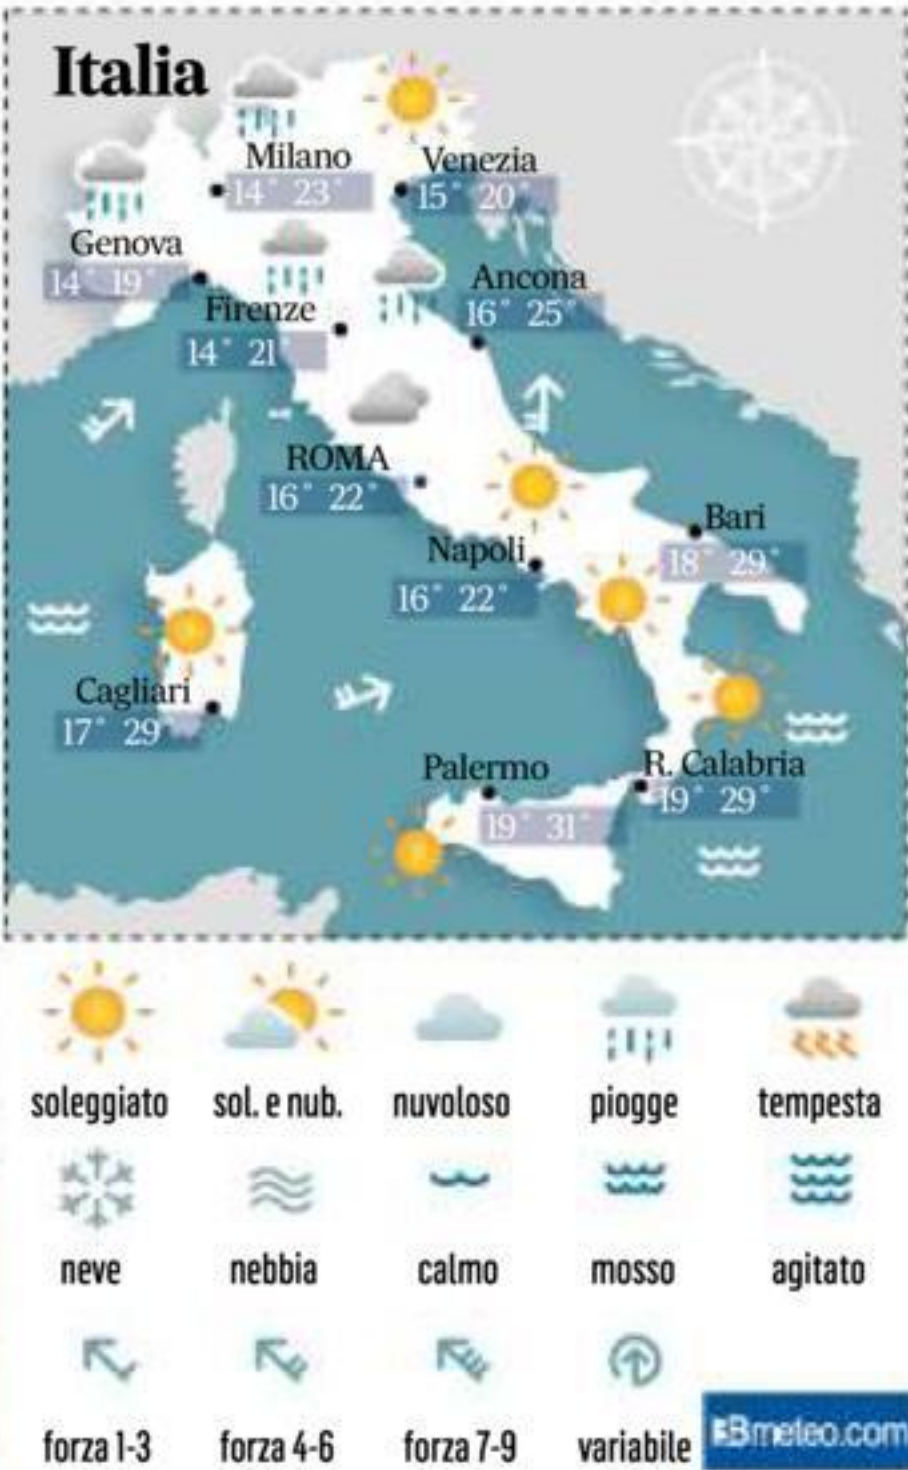 Italia
Milano
14° 23°
Venezia
15° 20°
Genova
14° 19°
Firenze
14° 21°
Ancona
16° 25°
ROMA
16° 22°
Bari
18° 29°
Napoli
16° 22°
Cagliari
17° 29°
Palermo
19° 31°
R. Calabria
19° 29°
soleggiato
sol. e nub.
nuvoloso
piogge
tempesta
neve
nebbia
calmo
mosso
agitato
forza 1-3
forza 4-6
forza 7-9
variabile
3Bmeteo.com